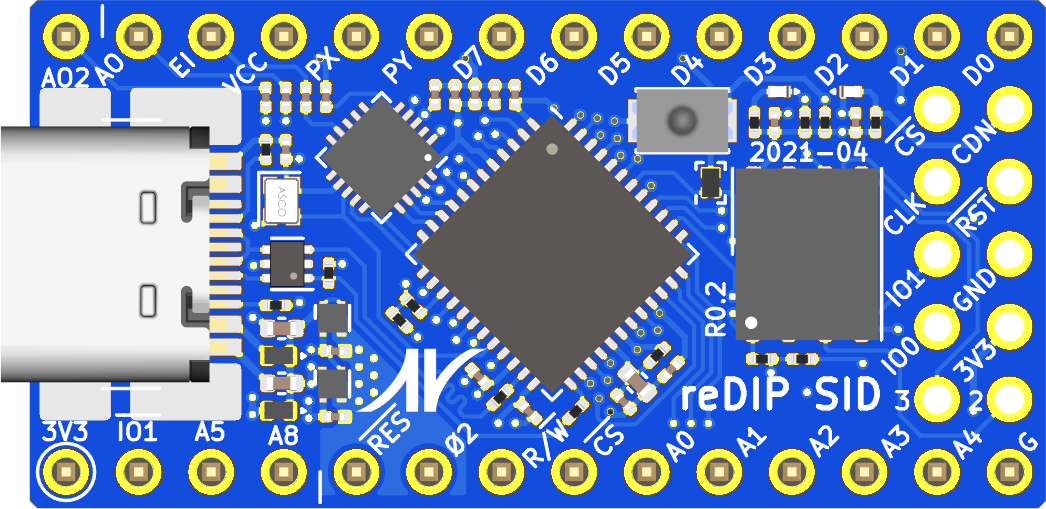 AO2
AO
EI
VCC
PX
PY
D7
D6
D5
D4
D3
D2
D1
D0
CS
CDN
2021-04
ASCO
CLK
RST
IO1
GND
R0.2
IO0
3V3
reDIP SID
3
2
3V3
IO1
A5
A8
RES
Ø2
R/W
CS
A0
A1
A2
A3
A4
G